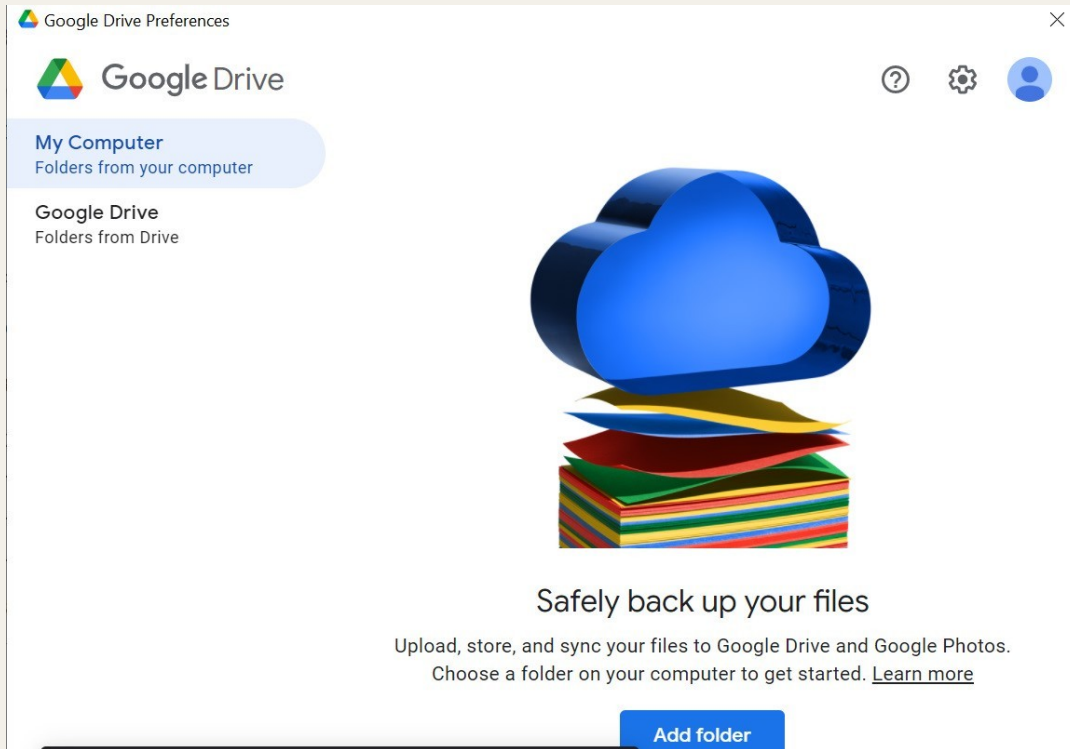 Google Drive Preferences
Google Drive
My Computer
Folders from your computer
Google Drive
Folders from Drive
Safely back up your files
Upload, store, and sync your files to Google Drive and Google Photos.
Choose a folder on your computer to get started. Learn more
Add folder